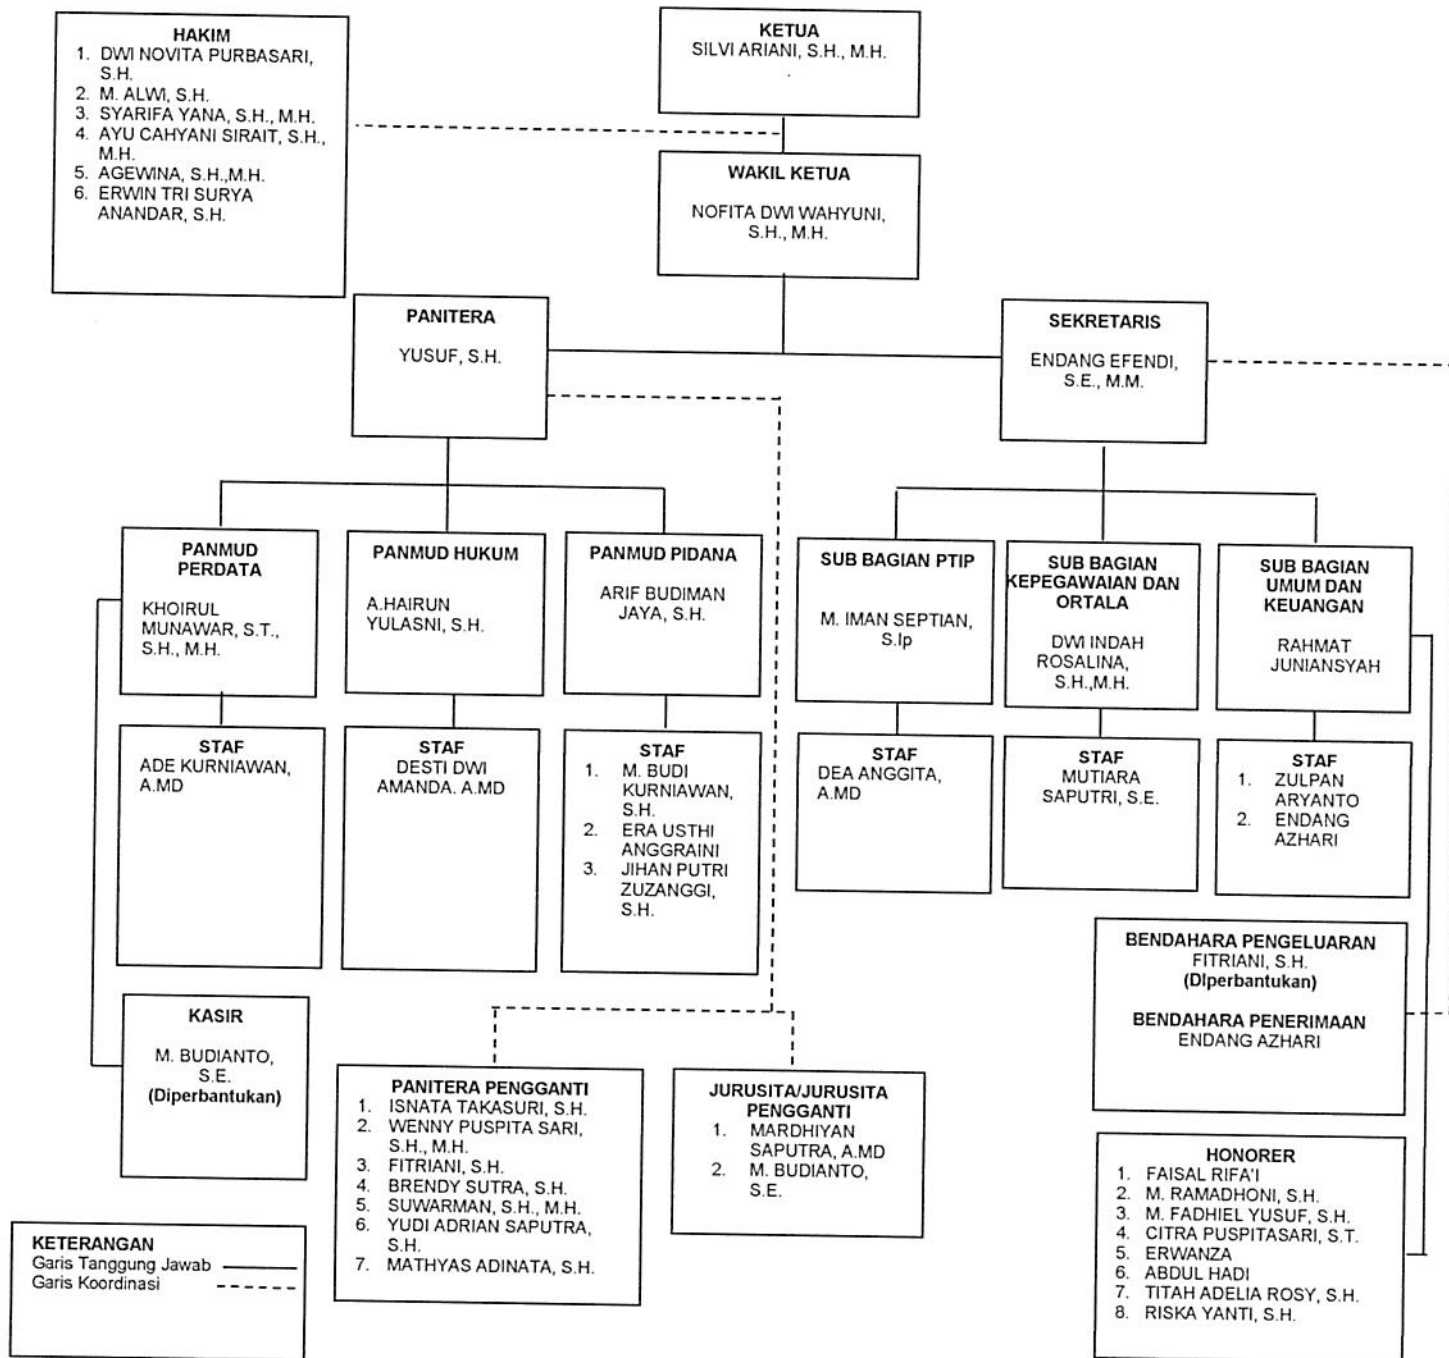 HAKIM
1. DWI NOVITA PURBASARI,
S.H.
2. M. ALWI, S.H.
3. SYARIFA YANA, S.H., M.H.
4. AYU CAHYANI SIRAIT, S.H.,
M.H.
5. AGEWINA, S.H.,M.H.
6. ERWIN TRI SURYA
ANANDAR, S.H.
KETUA
SILVI ARIANI, S.H., M.H.
WAKIL KETUA
NOFITA DWI WAHYUNI,
S.H., M.H.
PANITERA
YUSUF, S.H.
SEKRETARIS
ENDANG EFENDI,
S.E., M.M.
PANMUD
PERDATA
KHOIRUL
MUNAWAR, S.T.,
S.H., M.H.
PANMUD HUKUM
A.HAIRUN
YULASNI, S.H.
PANMUD PIDANA
ARIF BUDIMAN
JAYA, S.H.
SUB BAGIAN PTIP
M. IMAN SEPTIAN,
S.Ip
SUB BAGIAN
KEPEGAWAIAN DAN
ORTALA
DWI INDAH
ROSALINA,
S.H.,M.H.
SUB BAGIAN
UMUM DAN
KEUANGAN
RAHMAT
JUNIANSYAH
STAF
ADE KURNIAWAN,
A.MD
STAF
DESTI DWI
AMANDA. A.MD
STAF
1. M. BUDI
KURNIAWAN,
S.H.
2. ERA USTHI
ANGGRAINI
3. JIHAN PUTRI
ZUZANGGI,
S.H.
STAF
DEA ANGGITA,
A.MD
STAF
MUTIARA
SAPUTRI, S.E.
STAF
1. ZULPAN
ARYANTO
2. ENDANG
AZHARI
BENDAHARA PENGELUARAN
FITRIANI, S.H.
(DIperbantukan)
BENDAHARA PENERIMAAN
ENDANG AZHARI
KASIR
M. BUDIANTO,
S.E.
(Diperbantukan)
PANITERA PENGGANTI
1. ISNATA TAKASURI, S.H.
2. WENNY PUSPITA SARI,
S.H., M.H.
3. FITRIANI, S.H.
4. BRENDY SUTRA, S.H.
5. SUWARMAN, S.H., M.H.
6. YUDI ADRIAN SAPUTRA,
S.H.
7. MATHYAS ADINATA, S.H.
JURUSITA/JURUSITA
PENGGANTI
1. MARDHIYAN
SAPUTRA, A.MD
2. M. BUDIANTO,
S.E.
HONORER
1. FAISAL RIFA'I
2. M. RAMADHONI, S.H.
3. M. FADHIEL YUSUF, S.H.
4. CITRA PUSPITASARI, S.T.
5. ERWANZA
6. ABDUL HADI
7. TITAH ADELIA ROSY, S.H.
8. RISKA YANTI, S.H.
KETERANGAN
Garis Tanggung Jawab
Garis Koordinasi